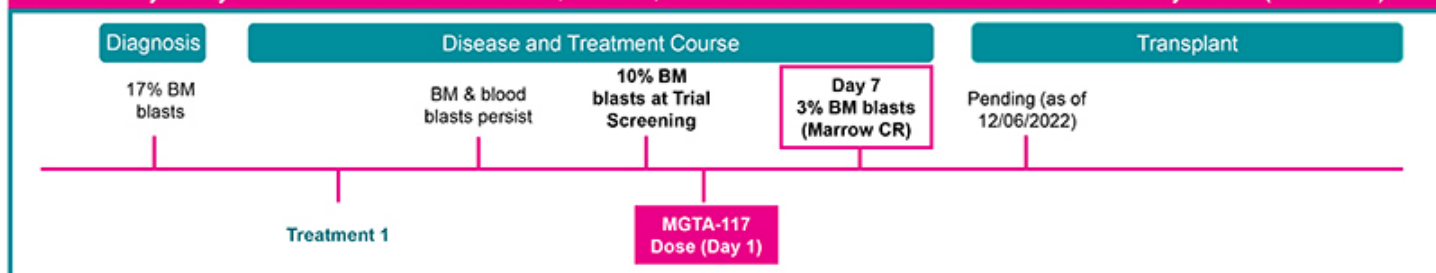 Diagnosis
Disease and Treatment Course
Transplant
17% BM
blasts
BM & blood
blasts persist
10% BM
blasts at Trial
Screening
Day 7
3% BM blasts
(Marrow CR)
Pending (as of
12/06/2022)
Treatment 1
MGTA-117
Dose (Day 1)